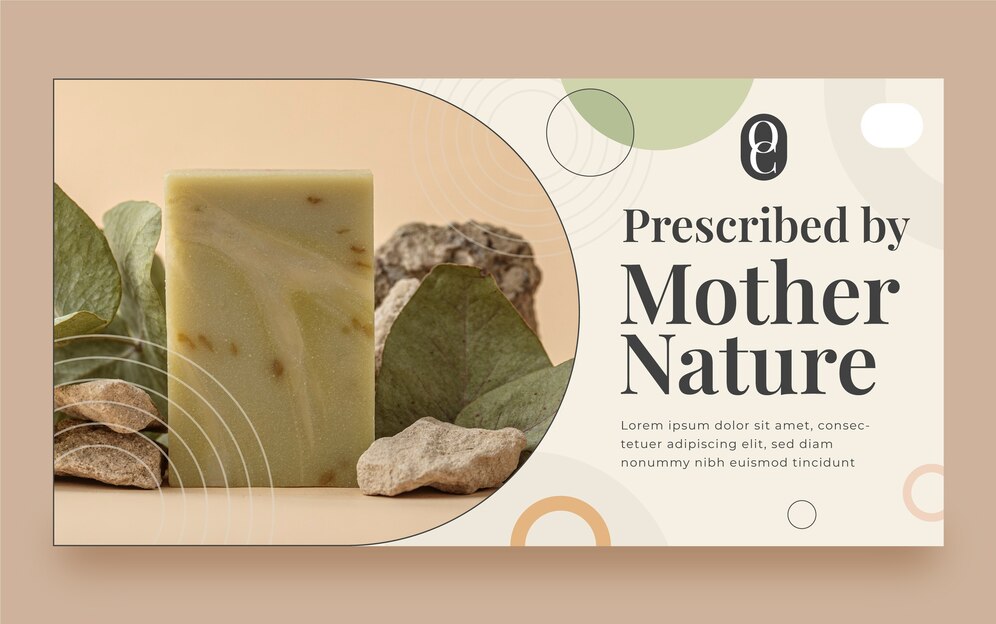 OC
Prescribed by
Mother
Nature
Lorem ipsum dolor sit amet, consec-
tetuer adipiscing elit, sed diam
nonummy nibh euismod tincidunt